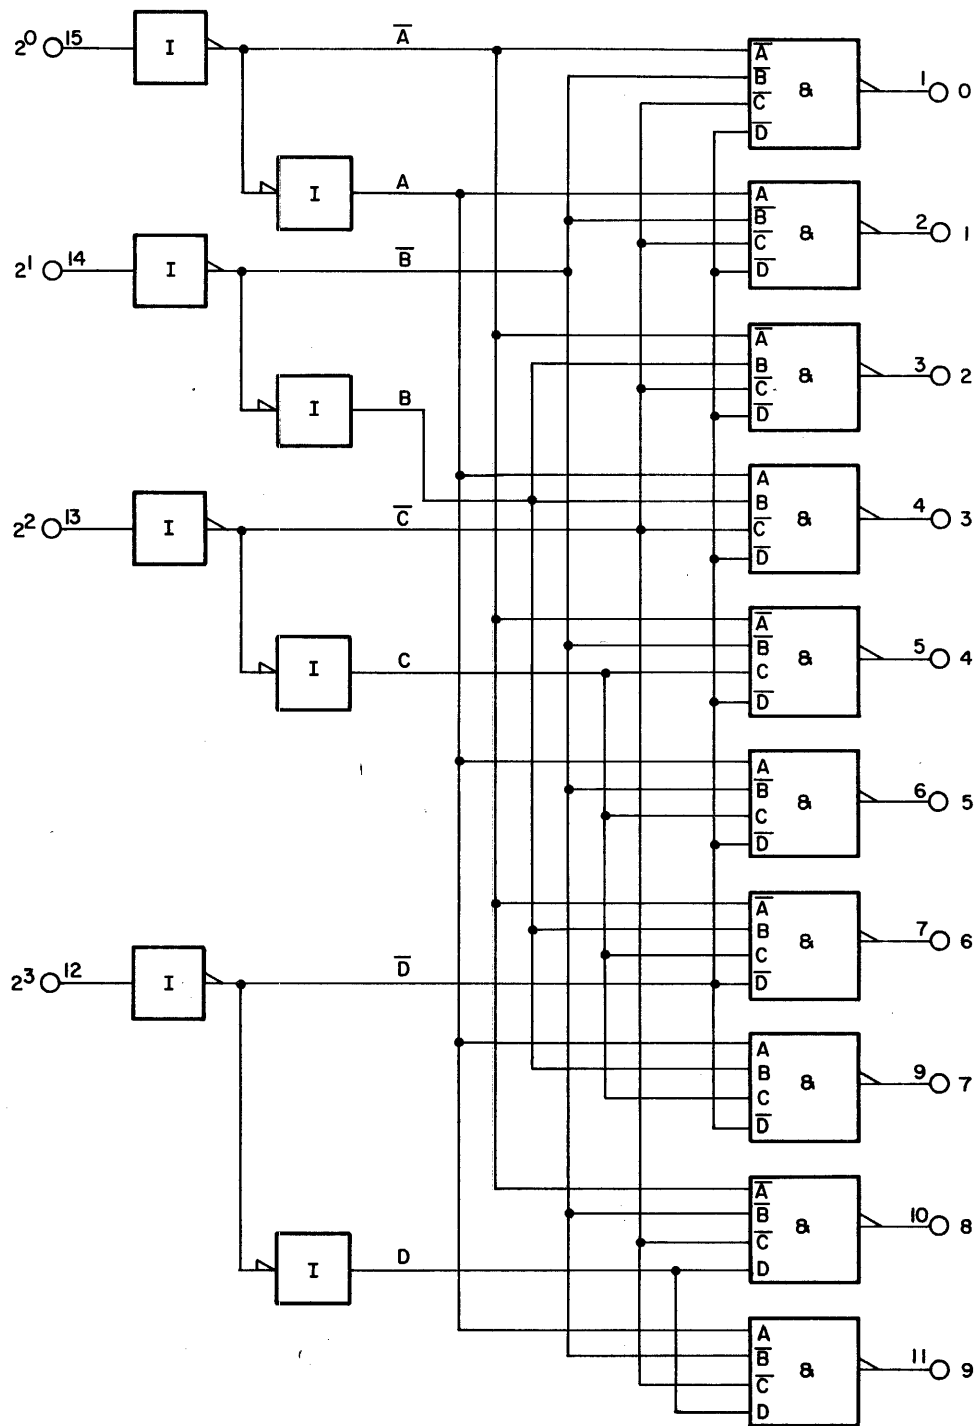 2⁰ 15 I A̅
A̅ B̅ C̅ D̅ & 1 0
I A
A B̅ C̅ D̅ & 2 1
2¹ 14 I B̅
A̅ B C̅ D̅ & 3 2
I B
A B C̅ D̅ & 4 3
2² 13 I C̅
A̅ B̅ C D̅ & 5 4
I C
A B̅ C D̅ & 6 5
A̅ B C D̅ & 7 6
2³ 12 I D̅
A B C D̅ & 9 7
A̅ B̅ C̅ D & 10 8
I D
A B̅ C̅ D & 11 9